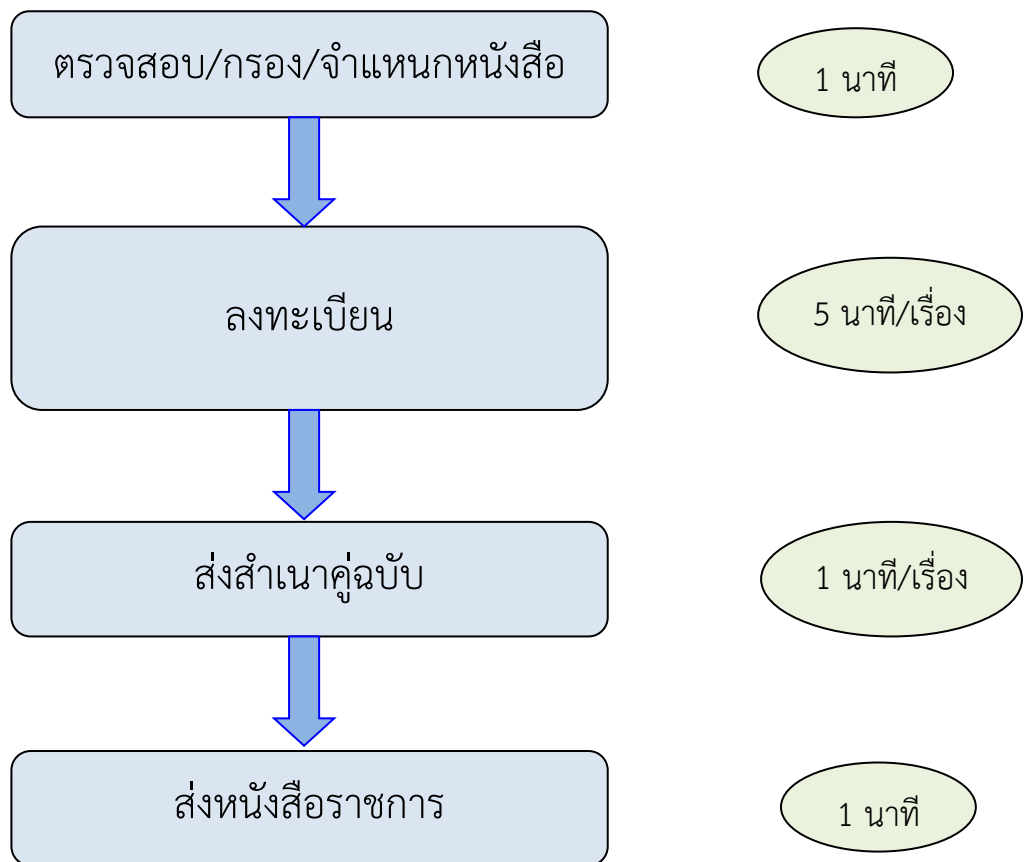 ตรวจสอบ/กรอง/จำแหนกหนังสือ
1 นาที
ลงทะเบียน
5 นาที/เรื่อง
ส่งสำเนาคู่ฉบับ
1 นาที/เรื่อง
ส่งหนังสือราชการ
1 นาที